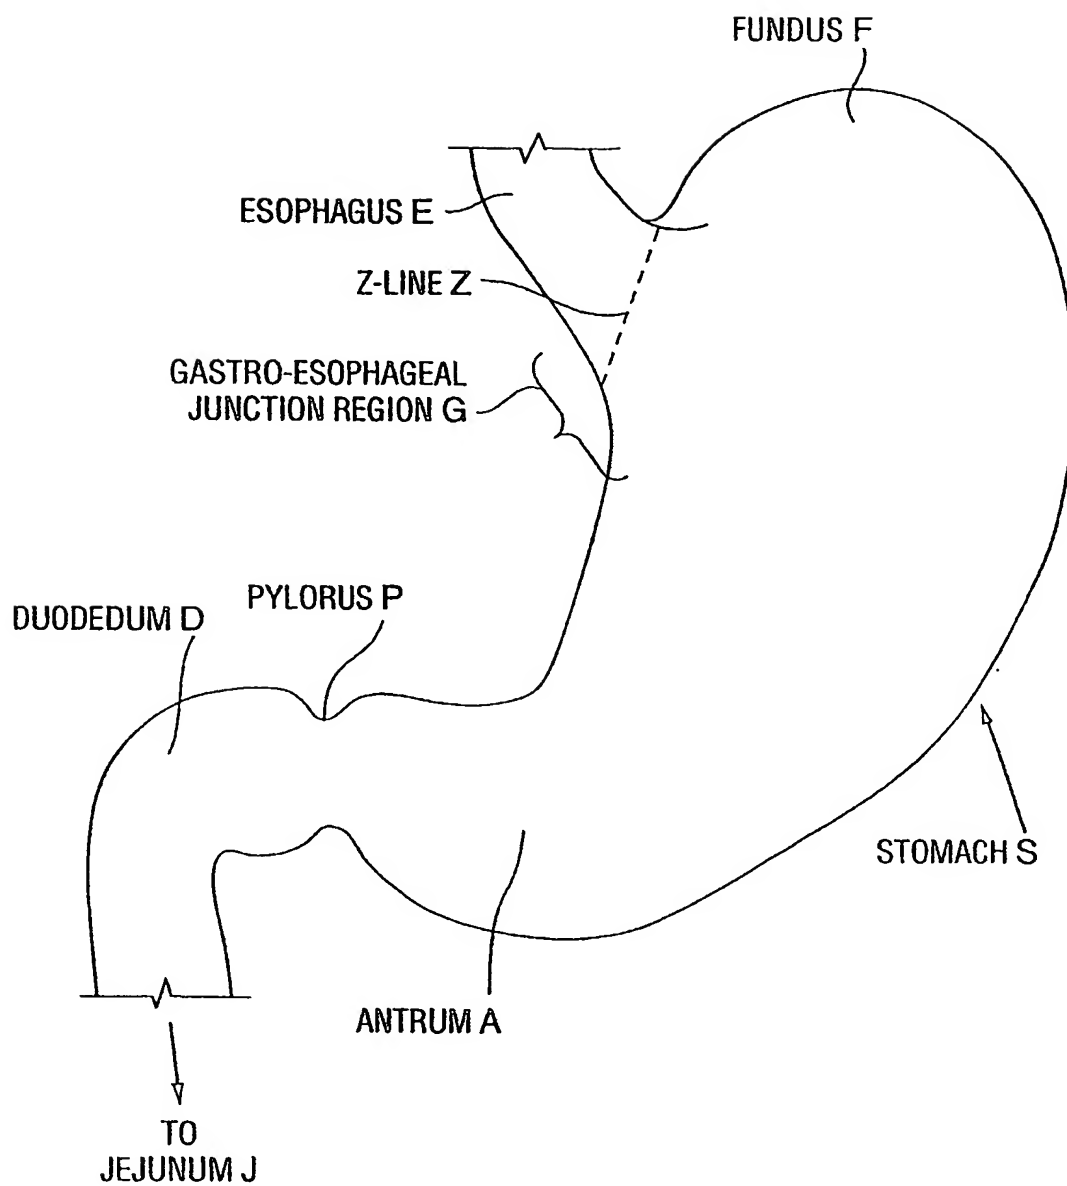 FUNDUS F
ESOPHAGUS E
Z-LINE Z
GASTRO-ESOPHAGEAL
JUNCTION REGION G
PYLORUS P
DUODEDUM D
STOMACH S
ANTRUM A
TO
JEJUNUM J